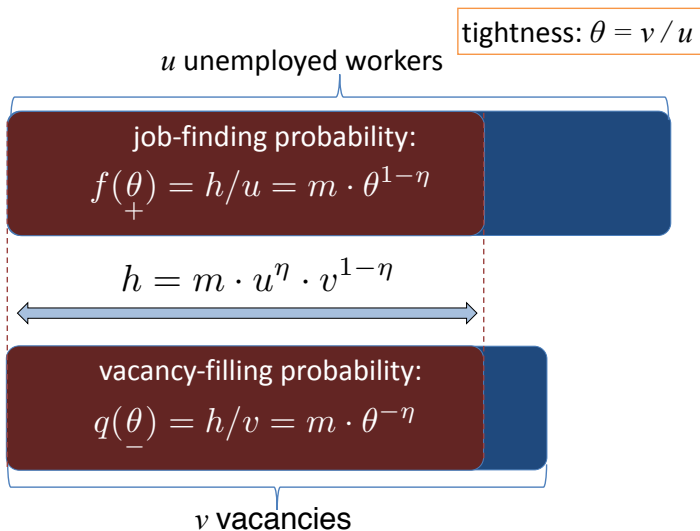 tightness: θ = v / u
u unemployed workers
job-finding probability:
f(θ) = h/u = m · θ^{1−η}
+
h = m · u^η · v^{1−η}
vacancy-filling probability:
q(θ) = h/v = m · θ^{−η}
−
v vacancies